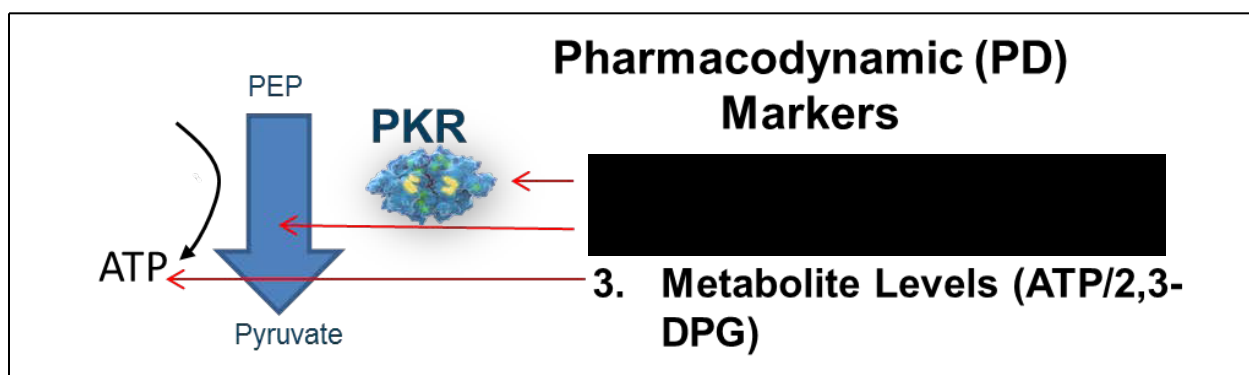 Pharmacodynamic (PD)
Markers
PEP
PKR
ATP
3. Metabolite Levels (ATP/2,3-
DPG)
Pyruvate